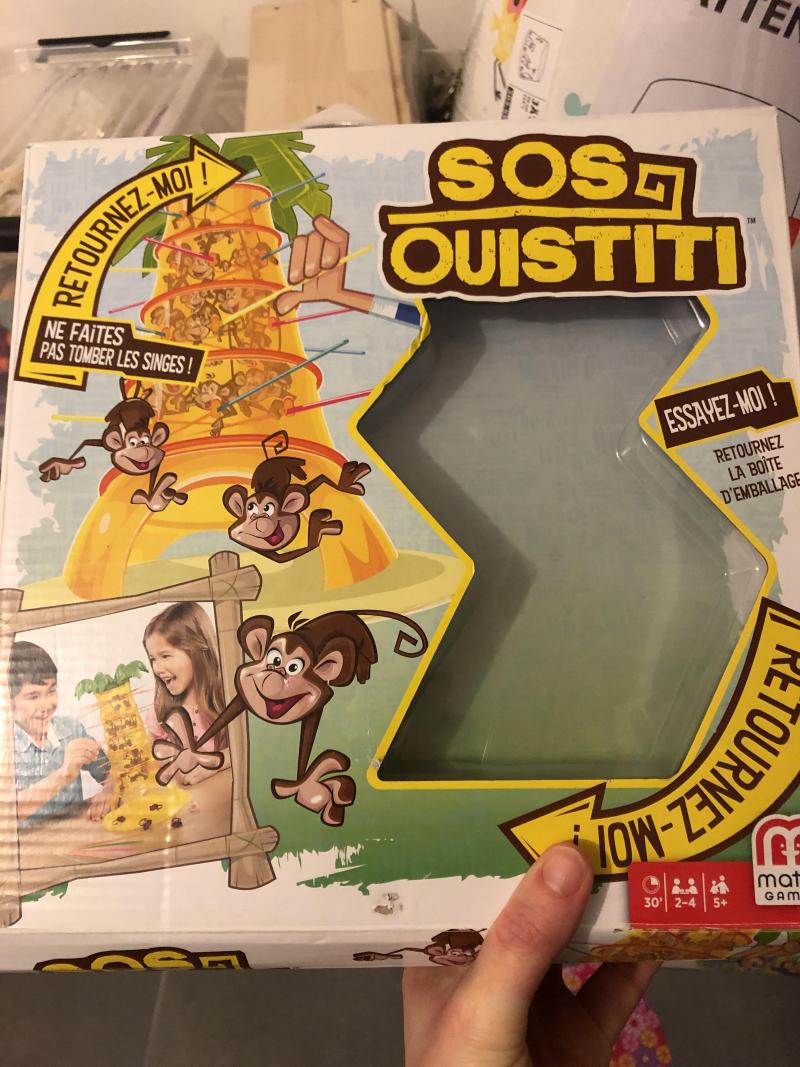 SOS
OUISTITI
™
RETOURNEZ-MOI !
NE FAITES
PAS TOMBER LES SINGES !
ESSAYEZ-MOI !
RETOURNEZ
LA BOÎTE
D'EMBALLAGE
RETOURNEZ-MOI !
30' 2-4 5+
SOS